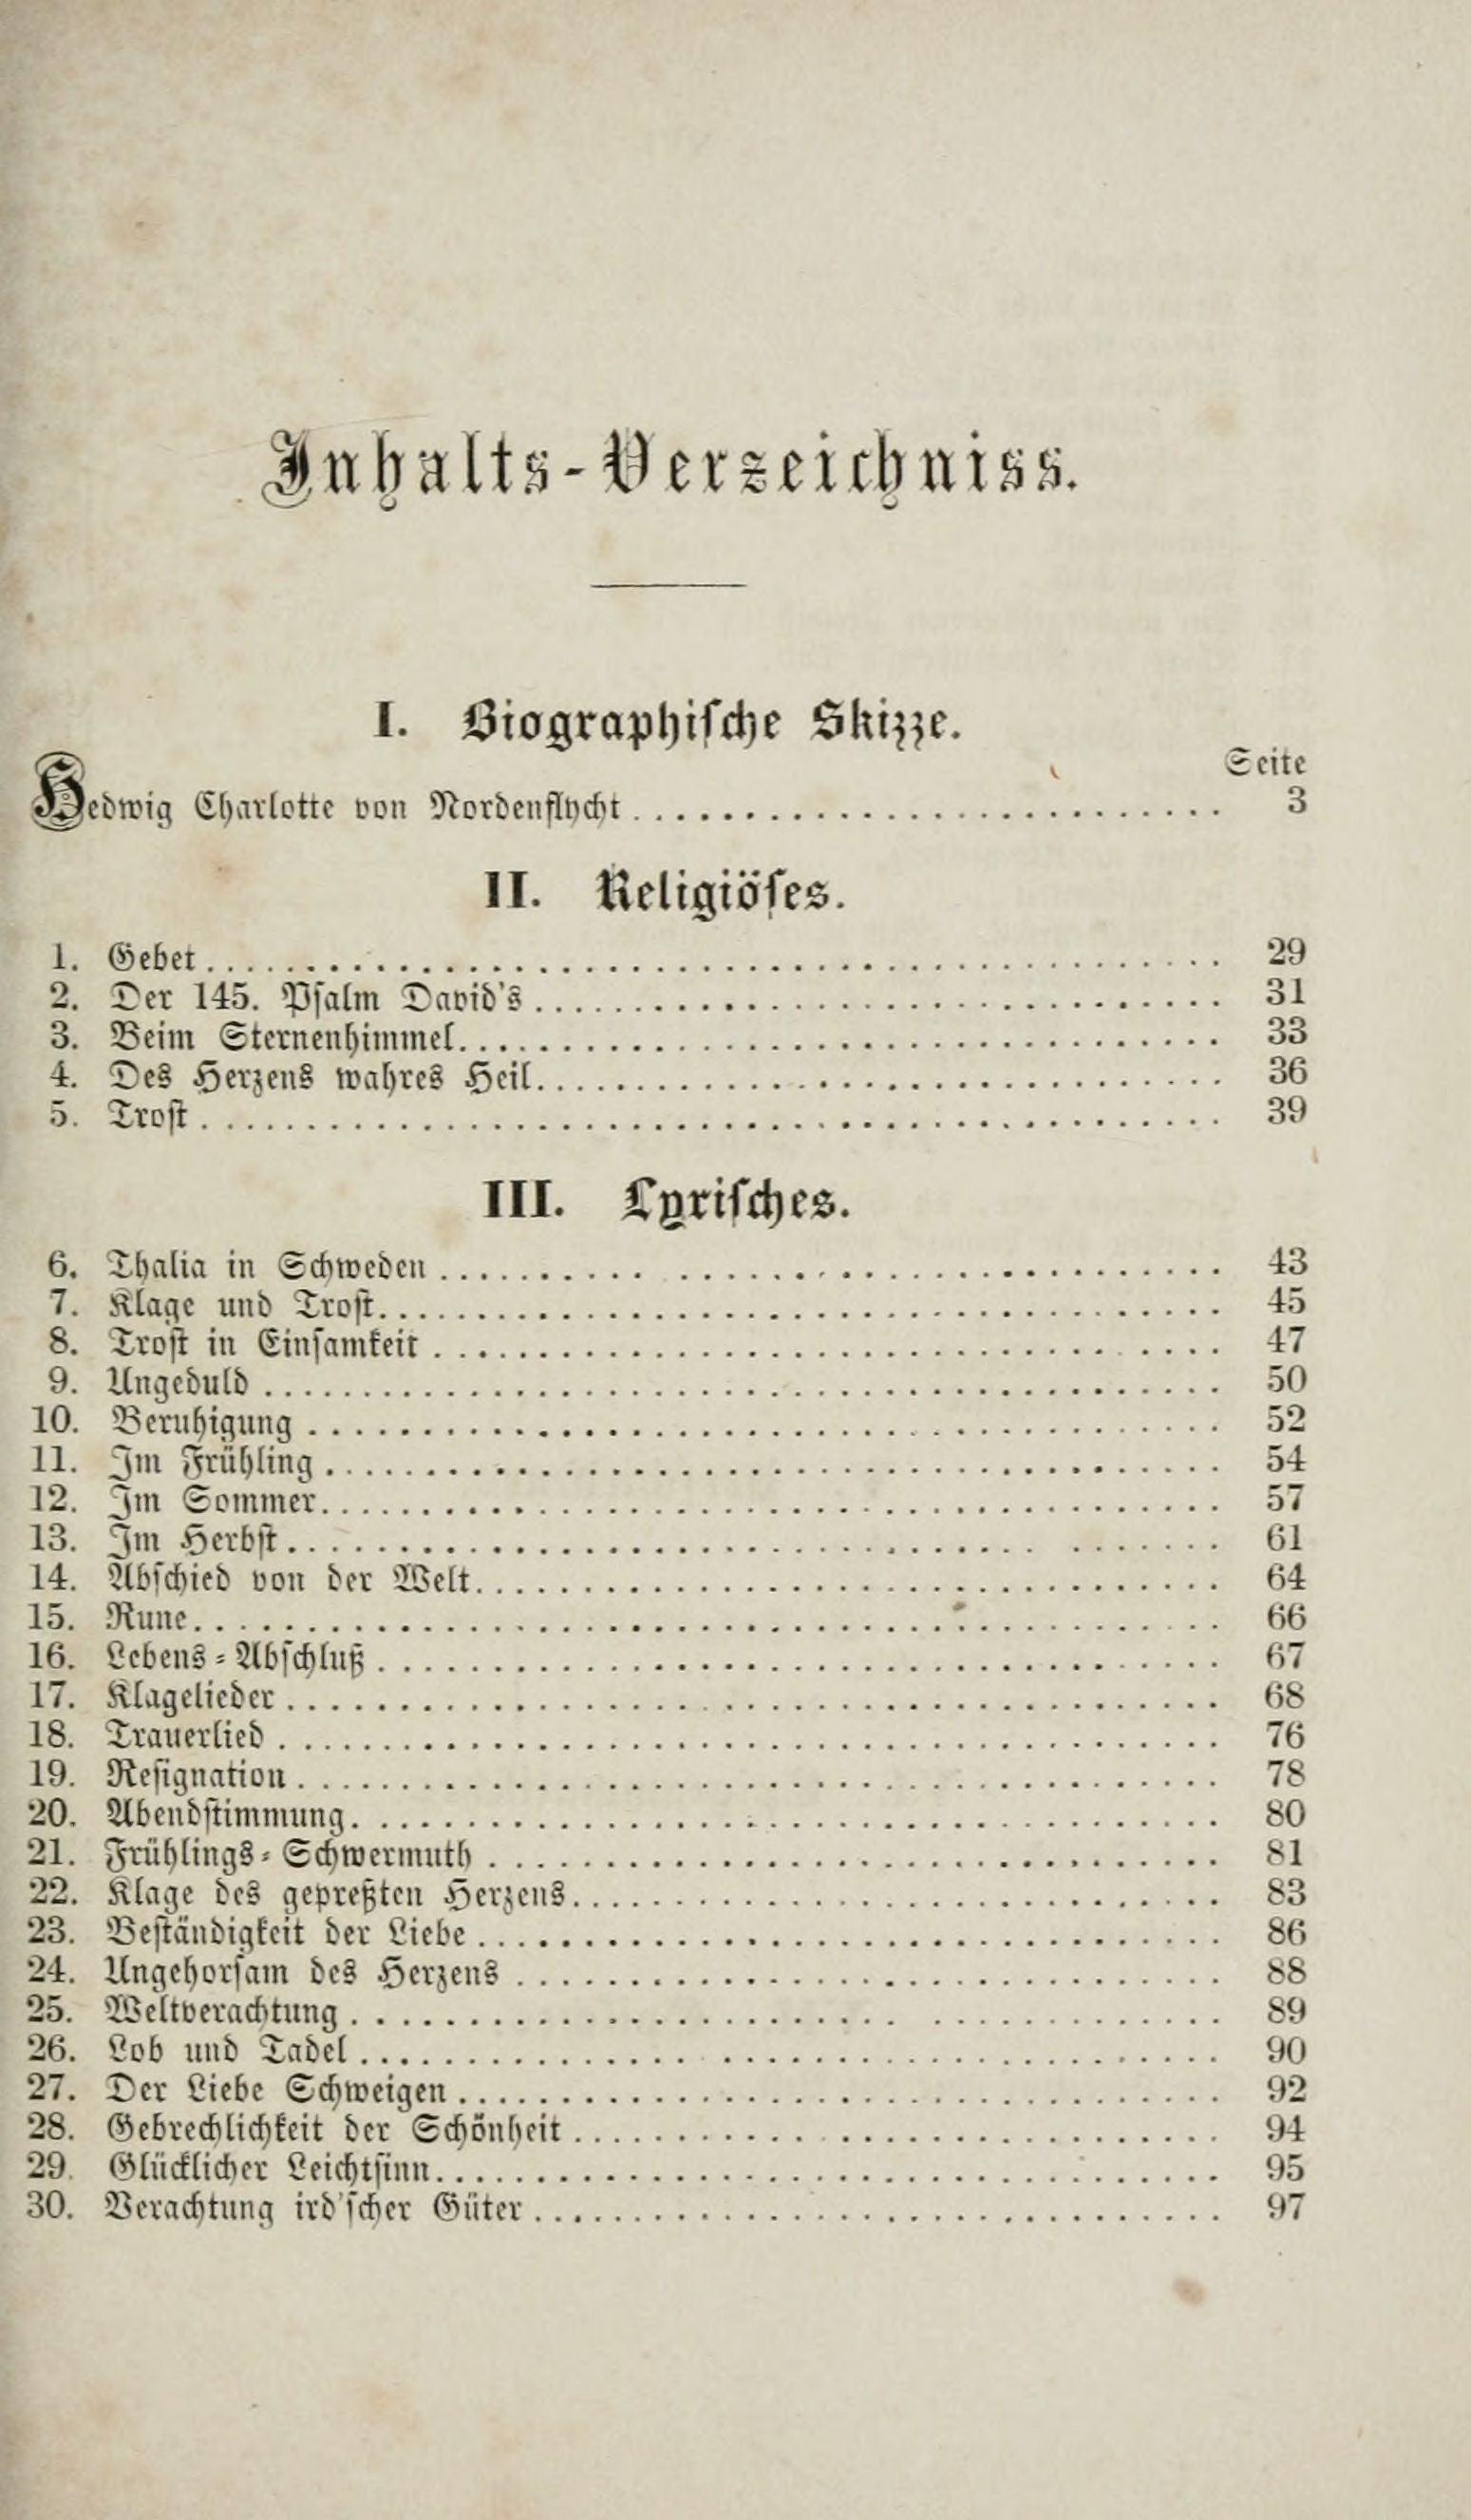 Inhalts-Verzeichniss.
I. Biographische Skizze.
Seite
Hedwig Charlotte von Nordenflycht........................ 3
II. Religiöses.
1. Gebet........................ 29
2. Der 145. Psalm David's........................ 31
3. Beim Sternenhimmel........................ 33
4. Des Herzens wahres Heil........................ 36
5. Trost........................ 39
III. Lyrisches.
6. Thalia in Schweden........................ 43
7. Klage und Trost........................ 45
8. Trost in Einsamkeit........................ 47
9. Ungeduld........................ 50
10. Beruhigung........................ 52
11. Im Frühling........................ 54
12. Im Sommer........................ 57
13. Im Herbst........................ 61
14. Abschied von der Welt........................ 64
15. Rune........................ 66
16. Lebens-Abschluß........................ 67
17. Klagelieder........................ 68
18. Trauerlied........................ 76
19. Resignation........................ 78
20. Abendstimmung........................ 80
21. Frühlings-Schwermuth........................ 81
22. Klage des gepreßten Herzens........................ 83
23. Beständigkeit der Liebe........................ 86
24. Ungehorsam des Herzens........................ 88
25. Weltverachtung........................ 89
26. Lob und Tadel........................ 90
27. Der Liebe Schweigen........................ 92
28. Gebrechlichkeit der Schönheit........................ 94
29. Glücklicher Leichtsinn........................ 95
30. Verachtung ird'scher Güter........................ 97